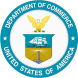 DEPARTMENT OF COMMERCE
UNITED STATES OF AMERICA